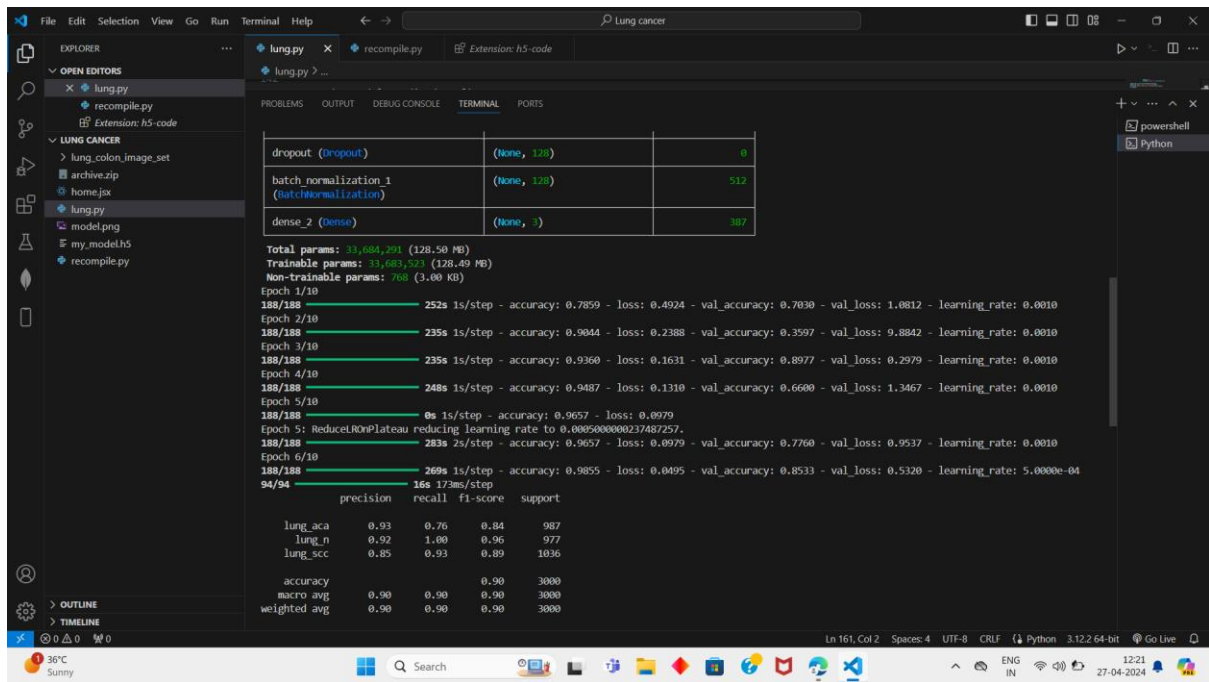 File Edit Selection View Go Run Terminal Help
Lung cancer
EXPLORER
OPEN EDITORS
lung.py
recompile.py
Extension: h5-code
LUNG CANCER
lung_colon_image_set
archive.zip
home.jsx
lung.py
model.png
my_model.h5
recompile.py
OUTLINE
TIMELINE
lung.py
recompile.py
Extension: h5-code
lung.py > ...
PROBLEMS OUTPUT DEBUG CONSOLE TERMINAL PORTS
powershell
Python
dropout (Dropout) (None, 128) 0
batch_normalization_1 (None, 128) 512
(BatchNormalization)
dense_2 (Dense) (None, 3) 387
Total params: 33,684,291 (128.50 MB)
Trainable params: 33,683,523 (128.49 MB)
Non-trainable params: 768 (3.00 KB)
Epoch 1/10
188/188 252s 1s/step - accuracy: 0.7859 - loss: 0.4924 - val_accuracy: 0.7030 - val_loss: 1.0812 - learning_rate: 0.0010
Epoch 2/10
188/188 235s 1s/step - accuracy: 0.9044 - loss: 0.2388 - val_accuracy: 0.3597 - val_loss: 9.8842 - learning_rate: 0.0010
Epoch 3/10
188/188 235s 1s/step - accuracy: 0.9360 - loss: 0.1631 - val_accuracy: 0.8977 - val_loss: 0.2979 - learning_rate: 0.0010
Epoch 4/10
188/188 248s 1s/step - accuracy: 0.9487 - loss: 0.1310 - val_accuracy: 0.6600 - val_loss: 1.3467 - learning_rate: 0.0010
Epoch 5/10
188/188 0s 1s/step - accuracy: 0.9657 - loss: 0.0979
Epoch 5: ReduceLROnPlateau reducing learning rate to 0.0005000000237487257.
188/188 283s 2s/step - accuracy: 0.9657 - loss: 0.0979 - val_accuracy: 0.7760 - val_loss: 0.9537 - learning_rate: 0.0010
Epoch 6/10
188/188 269s 1s/step - accuracy: 0.9855 - loss: 0.0495 - val_accuracy: 0.8533 - val_loss: 0.5320 - learning_rate: 5.0000e-04
94/94 16s 173ms/step
precision recall f1-score support
lung_aca 0.93 0.76 0.84 987
lung_n 0.92 1.00 0.96 977
lung_scc 0.85 0.93 0.89 1036
accuracy 0.90 3000
macro avg 0.90 0.90 0.90 3000
weighted avg 0.90 0.90 0.90 3000
0 0 0 Ln 161, Col 2 Spaces: 4 UTF-8 CRLF Python 3.12.2 64-bit Go Live
1 36°C
Sunny
Search
ENG
IN
12:21
27-04-2024